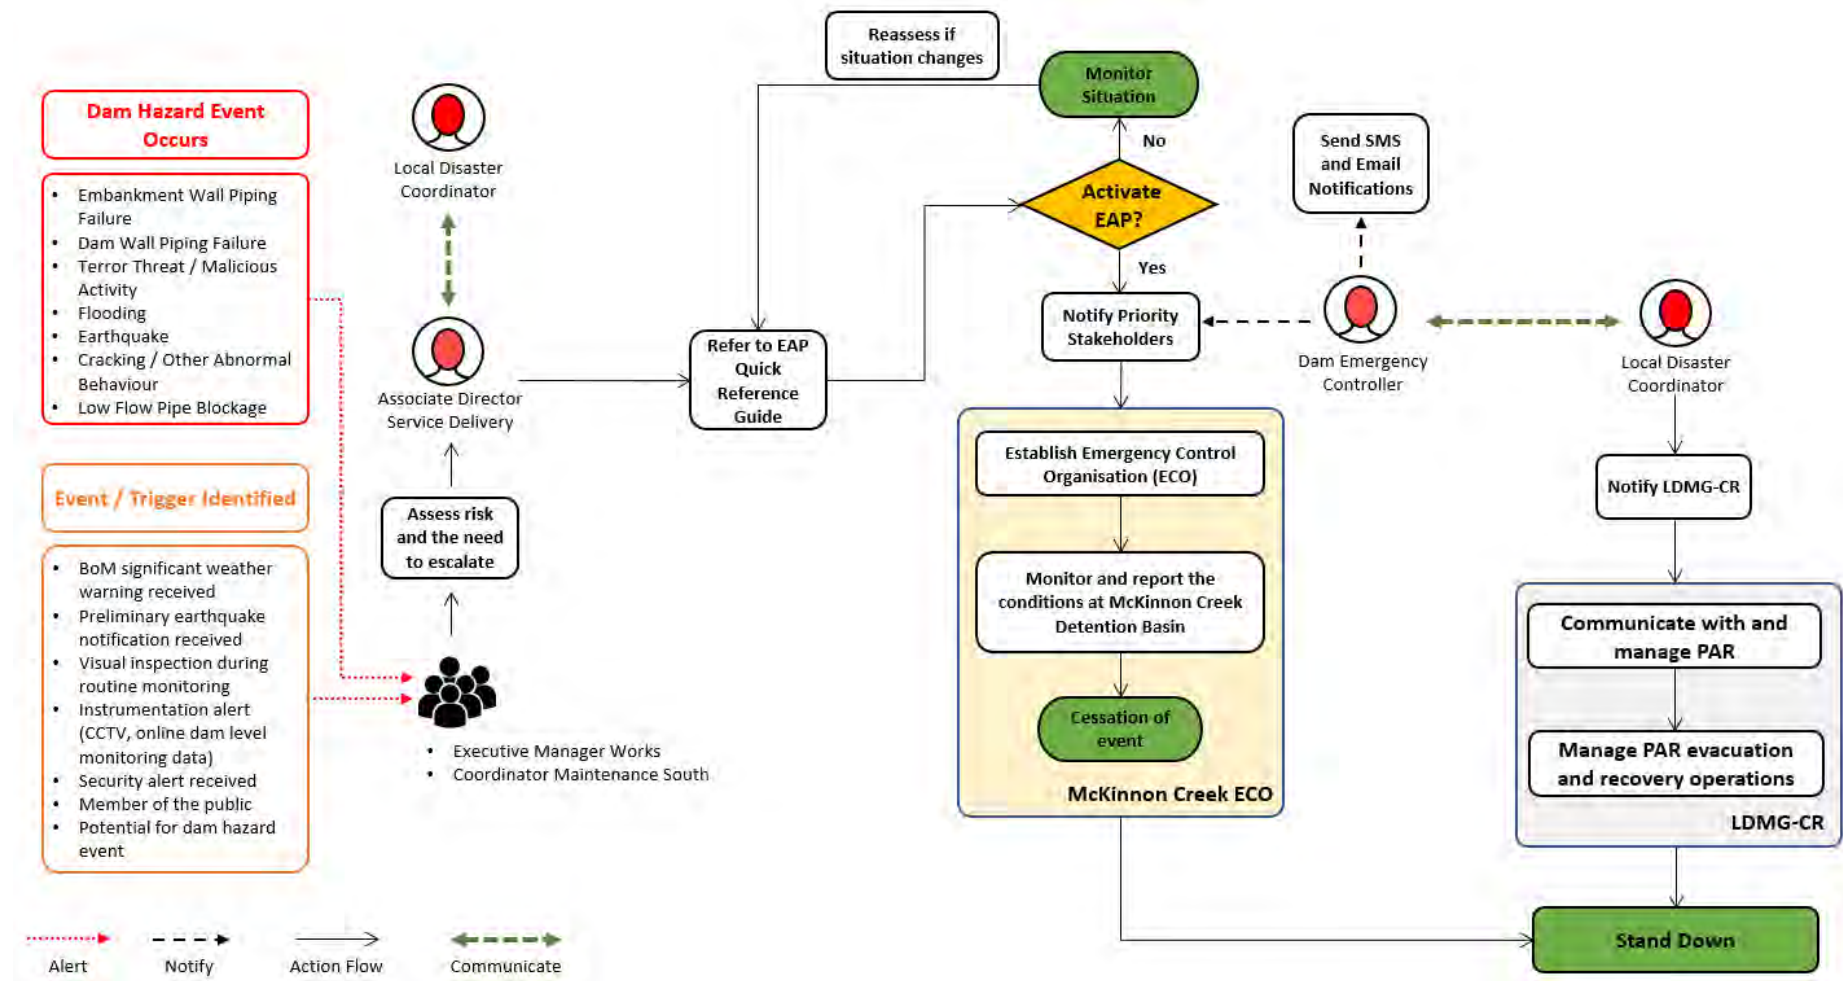 Dam Hazard Event
Occurs
Embankment Wall Piping
Failure
Dam Wall Piping Failure
Terror Threat / Malicious
Activity
Flooding
Earthquake
Cracking / Other Abnormal
Behaviour
Low Flow Pipe Blockage
Event / Trigger Identified
BoM significant weather
warning received
Preliminary earthquake
notification received
Visual inspection during
routine monitoring
Instrumentation alert
(CCTV, online dam level
monitoring data)
Security alert received
Member of the public
Potential for dam hazard
event
Local Disaster
Coordinator
Associate Director
Service Delivery
Assess risk
and the need
to escalate
Executive Manager Works
Coordinator Maintenance South
Refer to EAP
Quick
Reference
Guide
Reassess if
situation changes
Monitor
Situation
No
Activate
EAP?
Yes
Notify Priority
Stakeholders
Send SMS
and Email
Notifications
Dam Emergency
Controller
Local Disaster
Coordinator
Establish Emergency Control
Organisation (ECO)
Monitor and report the
conditions at McKinnon Creek
Detention Basin
Cessation of
event
McKinnon Creek ECO
Notify LDMG-CR
Communicate with and
manage PAR
Manage PAR evacuation
and recovery operations
LDMG-CR
Stand Down
Alert
Notify
Action Flow
Communicate